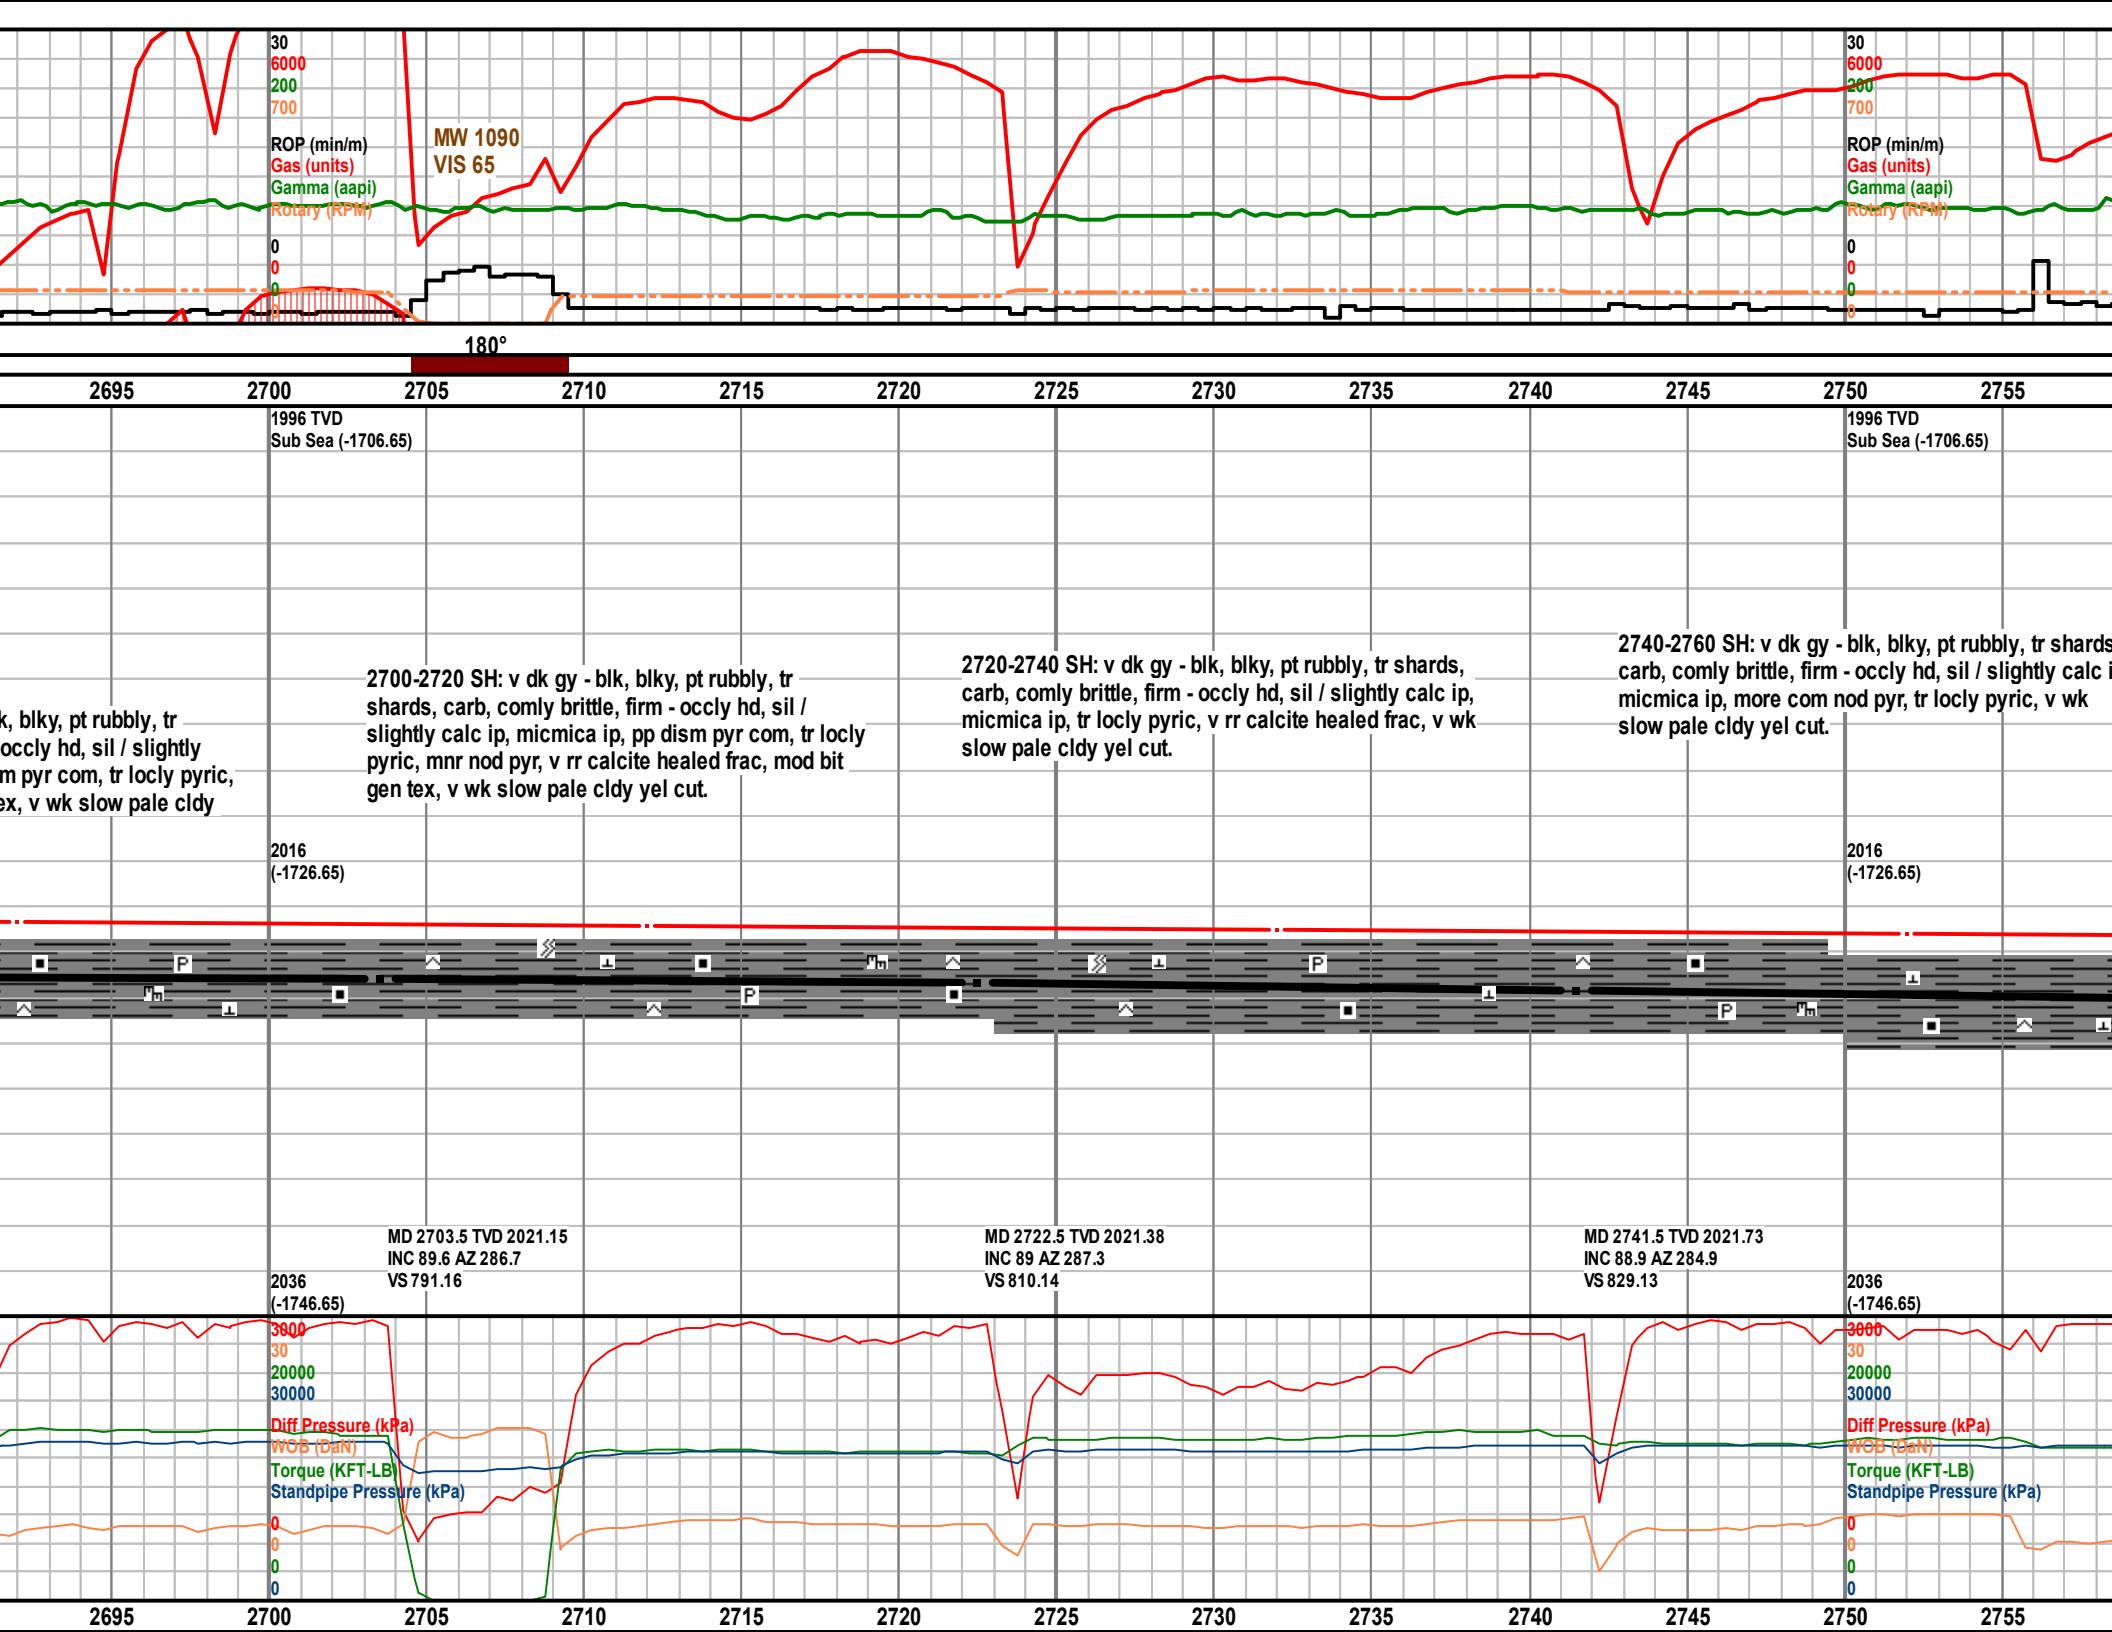 30
6000
200
700
ROP (min/m)
Gas (units)
Gamma (aapi)
Rotary (RPM)
0
0
0
0
MW 1090
VIS 65
30
6000
200
700
ROP (min/m)
Gas (units)
Gamma (aapi)
Rotary (RPM)
0
0
0
0
180°
2695 2700 2705 2710 2715 2720 2725 2730 2735 2740 2745 2750 2755
1996 TVD
Sub Sea (-1706.65)
1996 TVD
Sub Sea (-1706.65)
k, blky, pt rubbly, tr
occly hd, sil / slightly
m pyr com, tr locly pyric,
ex, v wk slow pale cldy
2700-2720 SH: v dk gy - blk, blky, pt rubbly, tr
shards, carb, comly brittle, firm - occly hd, sil /
slightly calc ip, micmica ip, pp dism pyr com, tr locly
pyric, mnr nod pyr, v rr calcite healed frac, mod bit
gen tex, v wk slow pale cldy yel cut.
2720-2740 SH: v dk gy - blk, blky, pt rubbly, tr shards,
carb, comly brittle, firm - occly hd, sil / slightly calc ip,
micmica ip, tr locly pyric, v rr calcite healed frac, v wk
slow pale cldy yel cut.
2740-2760 SH: v dk gy - blk, blky, pt rubbly, tr shards
carb, comly brittle, firm - occly hd, sil / slightly calc i
micmica ip, more com nod pyr, tr locly pyric, v wk
slow pale cldy yel cut.
2016
(-1726.65)
2016
(-1726.65)
P
P
P
P
MD 2703.5 TVD 2021.15
INC 89.6 AZ 286.7
VS 791.16
MD 2722.5 TVD 2021.38
INC 89 AZ 287.3
VS 810.14
MD 2741.5 TVD 2021.73
INC 88.9 AZ 284.9
VS 829.13
2036
(-1746.65)
2036
(-1746.65)
3000
30
20000
30000
Diff Pressure (kPa)
WOB (DaN)
Torque (KFT-LB)
Standpipe Pressure (kPa)
0
0
0
0
3000
30
20000
30000
Diff Pressure (kPa)
WOB (DaN)
Torque (KFT-LB)
Standpipe Pressure (kPa)
0
0
0
0
2695 2700 2705 2710 2715 2720 2725 2730 2735 2740 2745 2750 2755